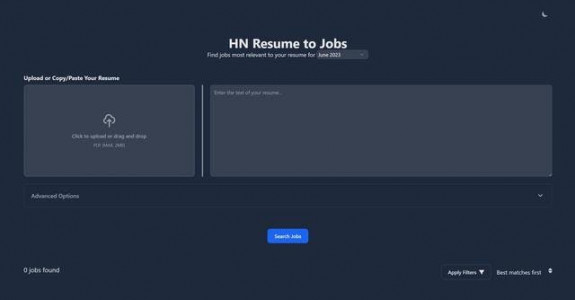 HN Resume to Jobs
Find jobs most relevant to your resume for June 2023
Upload or Copy/Paste Your Resume
Enter the text of your resume...
Click to upload or drag and drop
PDF (MAX. 2MB)
Advanced Options
Search Jobs
0 jobs found
Apply Filters
Best matches first